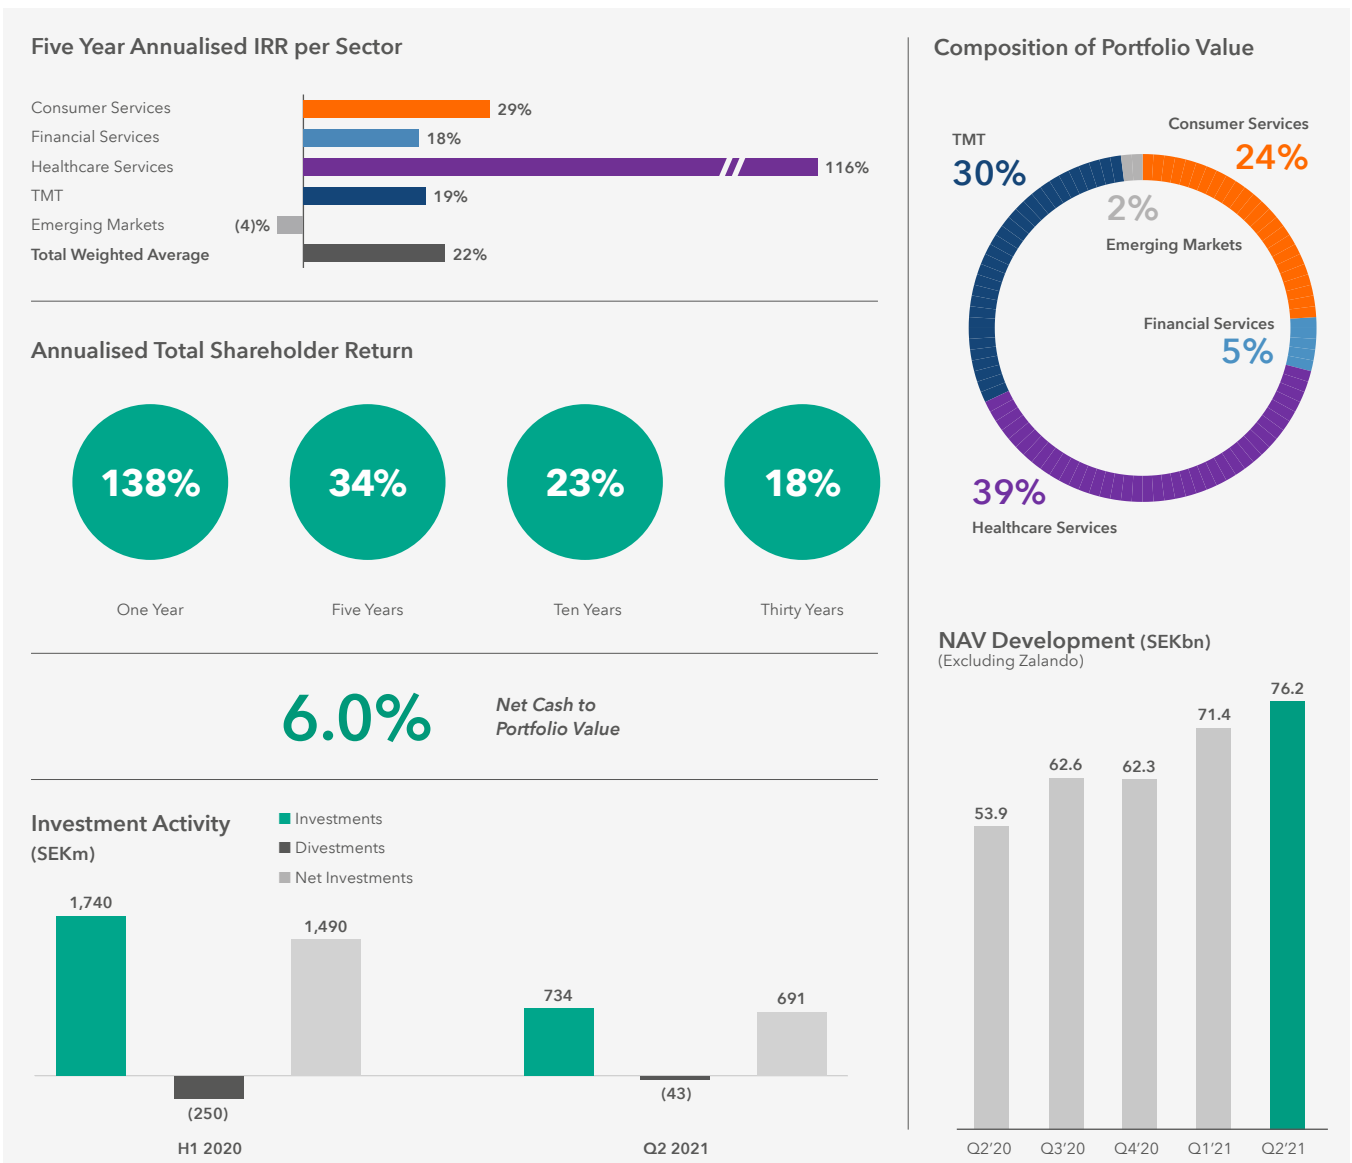 Five Year Annualised IRR per Sector
Consumer Services 29%
Financial Services 18%
Healthcare Services 116%
TMT 19%
Emerging Markets (4)%
Total Weighted Average 22%
Annualised Total Shareholder Return
138% 34% 23% 18%
One Year Five Years Ten Years Thirty Years
6.0%
Net Cash to
Portfolio Value
Investment Activity
(SEKm)
Investments
Divestments
Net Investments
1,740
(250)
1,490
734
(43)
691
H1 2020 Q2 2021
Composition of Portfolio Value
Consumer Services
24%
TMT
30%
2%
Emerging Markets
Financial Services
5%
39%
Healthcare Services
NAV Development (SEKbn)
(Excluding Zalando)
53.9 62.6 62.3 71.4 76.2
Q2'20 Q3'20 Q4'20 Q1'21 Q2'21